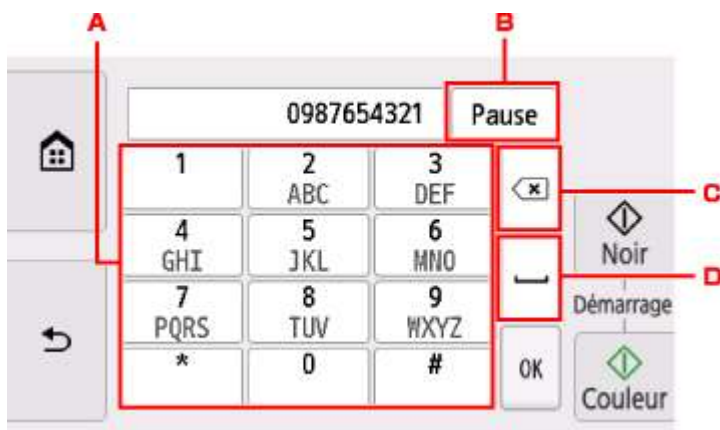 A
B
0987654321
Pause
1
2
ABC
3
DEF
C
4
GHI
5
JKL
6
MNO
Noir
D
7
PQRS
8
TUV
9
WXYZ
Démarrage
*
0
#
OK
Couleur